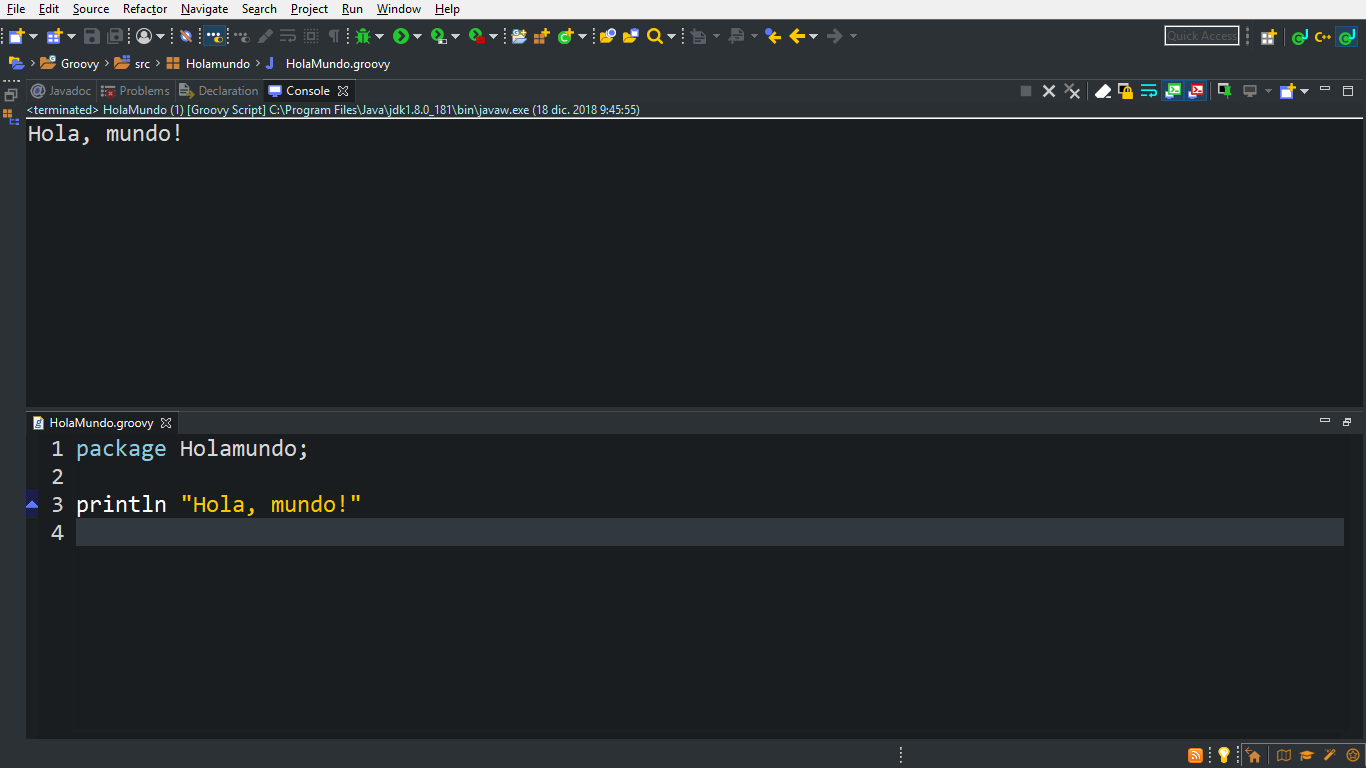 File Edit Source Refactor Navigate Search Project Run Window Help
Quick Access
Groovy src Holamundo HolaMundo.groovy
Javadoc Problems Declaration Console
<terminated> HolaMundo (1) [Groovy Script] C:\Program Files\Java\jdk1.8.0_181\bin\javaw.exe (18 dic. 2018 9:45:55)
Hola, mundo!
HolaMundo.groovy
1 package Holamundo;
2
3 println "Hola, mundo!"
4